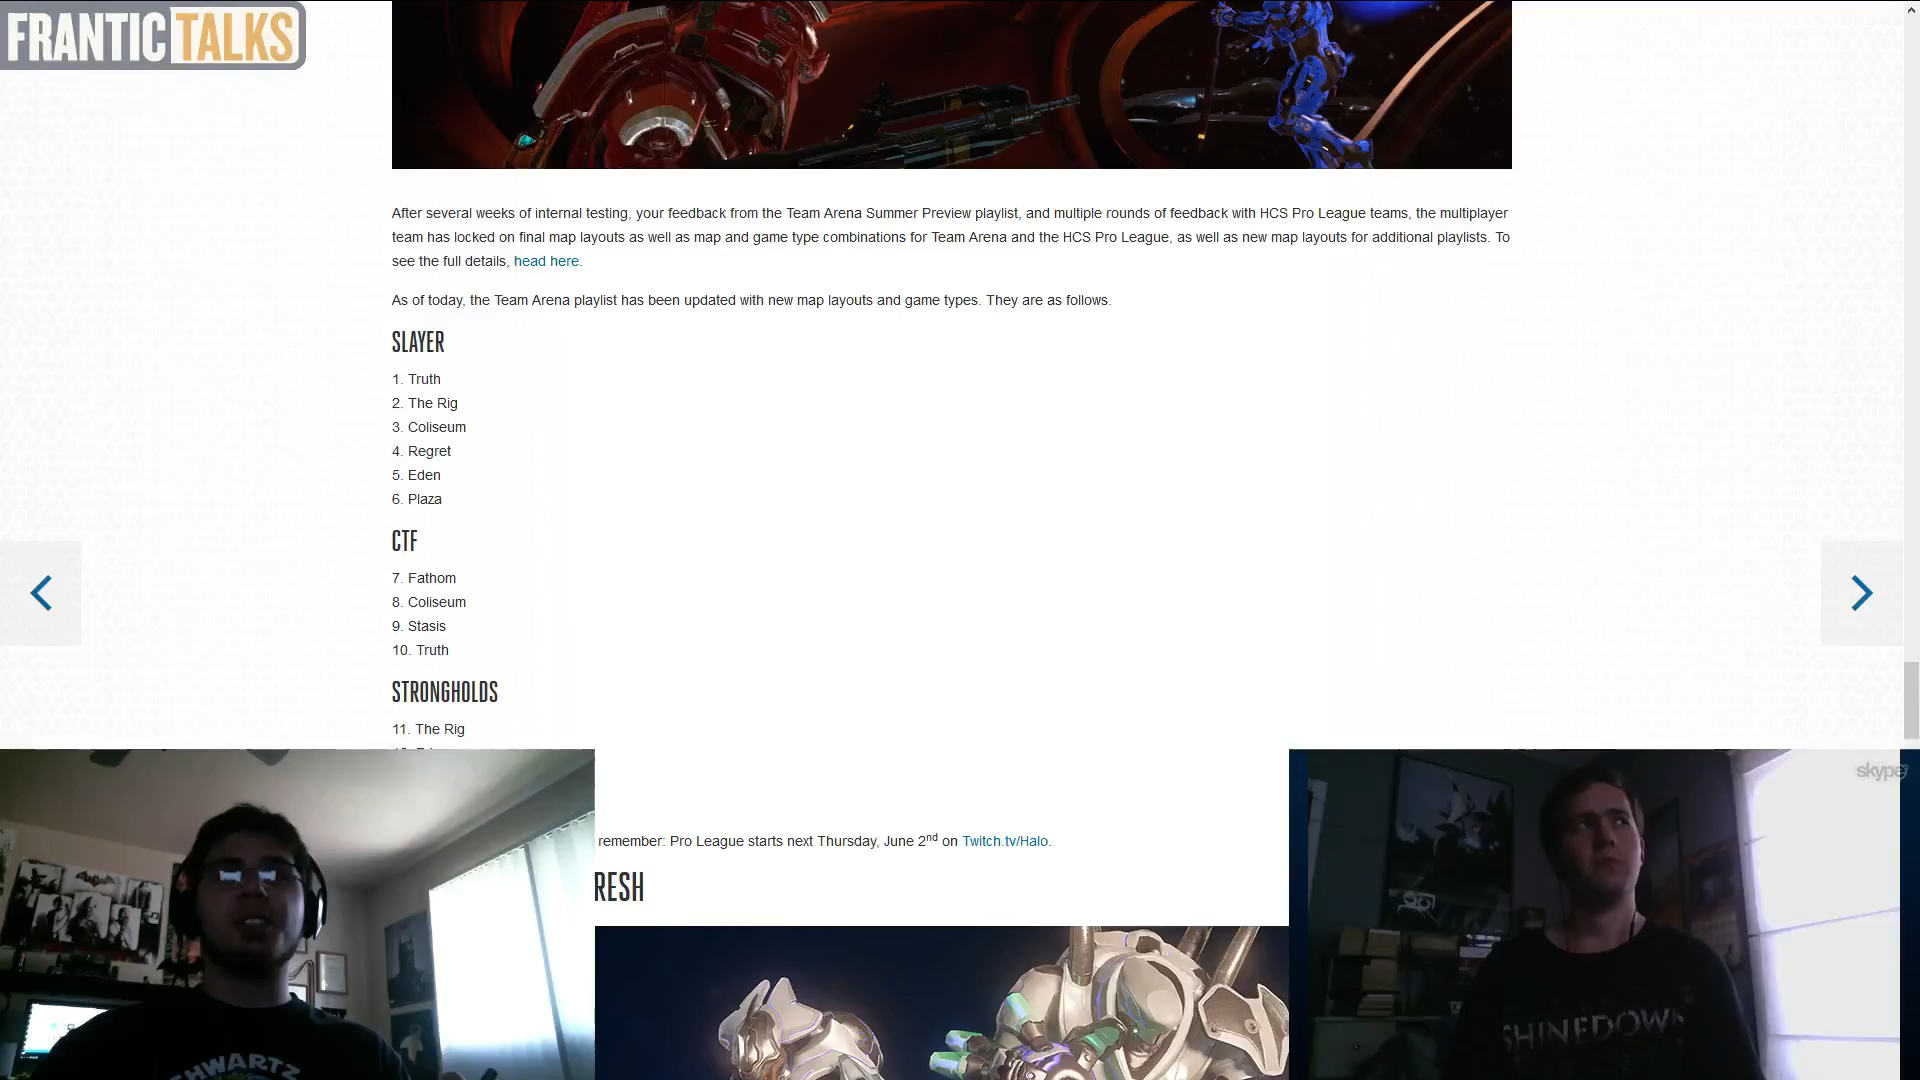 FRANTIC TALKS
After several weeks of internal testing, your feedback from the Team Arena Summer Preview playlist, and multiple rounds of feedback with HCS Pro League teams, the multiplayer
team has locked on final map layouts as well as map and game type combinations for Team Arena and the HCS Pro League, as well as new map layouts for additional playlists. To
see the full details, head here.
As of today, the Team Arena playlist has been updated with new map layouts and game types. They are as follows.
SLAYER
1. Truth
2. The Rig
3. Coliseum
4. Regret
5. Eden
6. Plaza
CTF
7. Fathom
8. Coliseum
9. Stasis
10. Truth
STRONGHOLDS
11. The Rig
skype
remember: Pro League starts next Thursday, June 2nd on Twitch.tv/Halo.
RESH
SHINEDOWN
HWARTZ